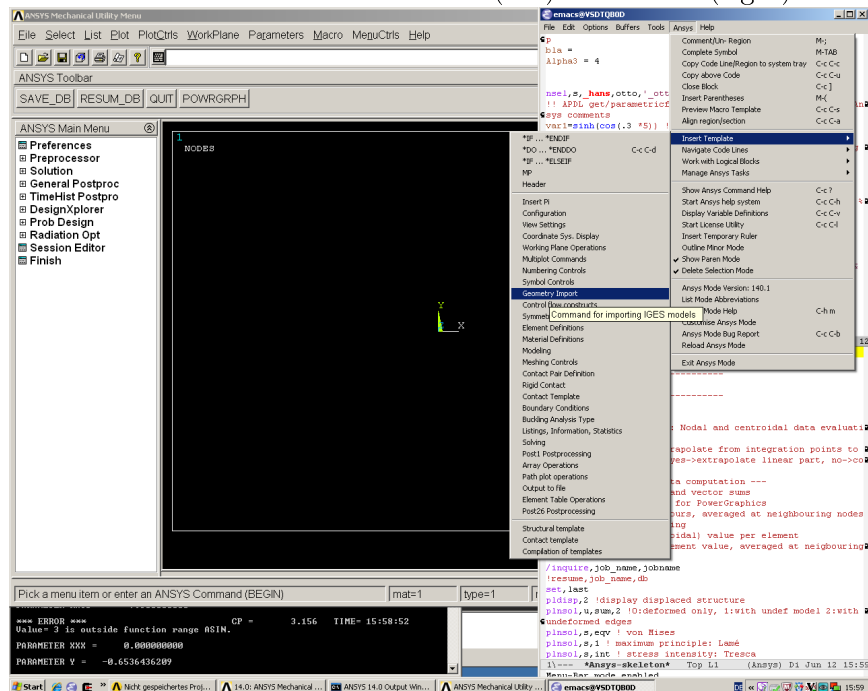 ANSYS Mechanical Utility Menu
File Select List Plot PlotCtrls WorkPlane Parameters Macro MenuCtrls Help
ANSYS Toolbar
SAVE_DB RESUM_DB QUIT POWRGRPH
ANSYS Main Menu
Preferences
Preprocessor
Solution
General Postproc
TimeHist Postpro
DesignXplorer
Prob Design
Radiation Opt
Session Editor
Finish
1
NODES
Y
X
Pick a menu item or enter an ANSYS Command (BEGIN)
mat=1
type=1
*** ERROR *** CP = 3.156 TIME= 15:58:52
Value= 3 is outside function range ASIN.
PARAMETER XXX = 0.000000000
PARAMETER Y = -0.6536436209
emacs@VSDTQB0D
File Edit Options Buffers Tools Ansys Help
bla =
Alpha3 = 4
nsel,s,_hans,otto,'_ott
!! APDL get/parametricf
sys comments
var1=sinh(cos(.3 *5)) !
Comment/Un- Region M-;
Complete Symbol M-TAB
Copy Code Line/Region to system tray C-c C-c
Copy above Code C-c C-u
Close Block C-c ]
Insert Parentheses M-(
Preview Macro Template C-c C-s
Align region/section C-c C-a
Insert Template
Navigate Code Lines
Work with Logical Blocks
Manage Ansys Tasks
Show Ansys Command Help C-c ?
Start Ansys help system C-c C-h
Display Variable Definitions C-c C-v
Start License Utility C-c C-l
Insert Temporary Ruler
Outline Minor Mode
Show Paren Mode
Delete Selection Mode
Ansys Mode Version: 140.1
List Mode Abbreviations
Mode Help C-h m
Customise Ansys Mode
Ansys Mode Bug Report C-c C-b
Reload Ansys Mode
Exit Ansys Mode
*IF ... *ENDIF
*DO ... *ENDDO C-c C-d
*IF ... *ELSEIF
MP
Header
Insert Pi
Configuration
View Settings
Coordinate Sys. Display
Working Plane Operations
Multiplot Commands
Numbering Controls
Symbol Controls
Geometry Import
Control flow constructs
Command for importing IGES models
Element Definitions
Material Definitions
Modeling
Meshing Controls
Contact Pair Definition
Rigid Contact
Contact Template
Boundary Conditions
Buckling Analysis Type
Listings, Information, Statistics
Solving
Post1 Postprocessing
Array Operations
Path plot operations
Output to file
Element Table Operations
Post26 Postprocessing
Structural template
Contact template
Compilation of templates
: Nodal and centroidal data evaluati
rapolate from integration points to
yes->extrapolate linear part, no->co
ta computation ---
and vector sums
for PowerGraphics
ours, averaged at neighbouring nodes
ing
oidal) value per element
ement value, averaged at neigbouring
/inquire,job_name,jobname
!resume,job_name,db
set,last
pldisp,2 !display displaced structure
plnsol,u,sum,2 !0:deformed only, 1:with undef model 2:with
undeformed edges
plnsol,s,eqv ! von Mises
plnsol,s,1 ! maximum principle: Lamé
plnsol,s,int ! stress intensity: Tresca
1\--- *Ansys-skeleton* Top L1 (Ansys) Di Jun 12 15:59
Menu-Bar mode enabled
Start
Nicht gespeichertes Proj...
14.0: ANSYS Mechanical ...
ANSYS 14.0 Output Win...
ANSYS Mechanical Utility ...
emacs@VSDTQB0D
DE
15:59